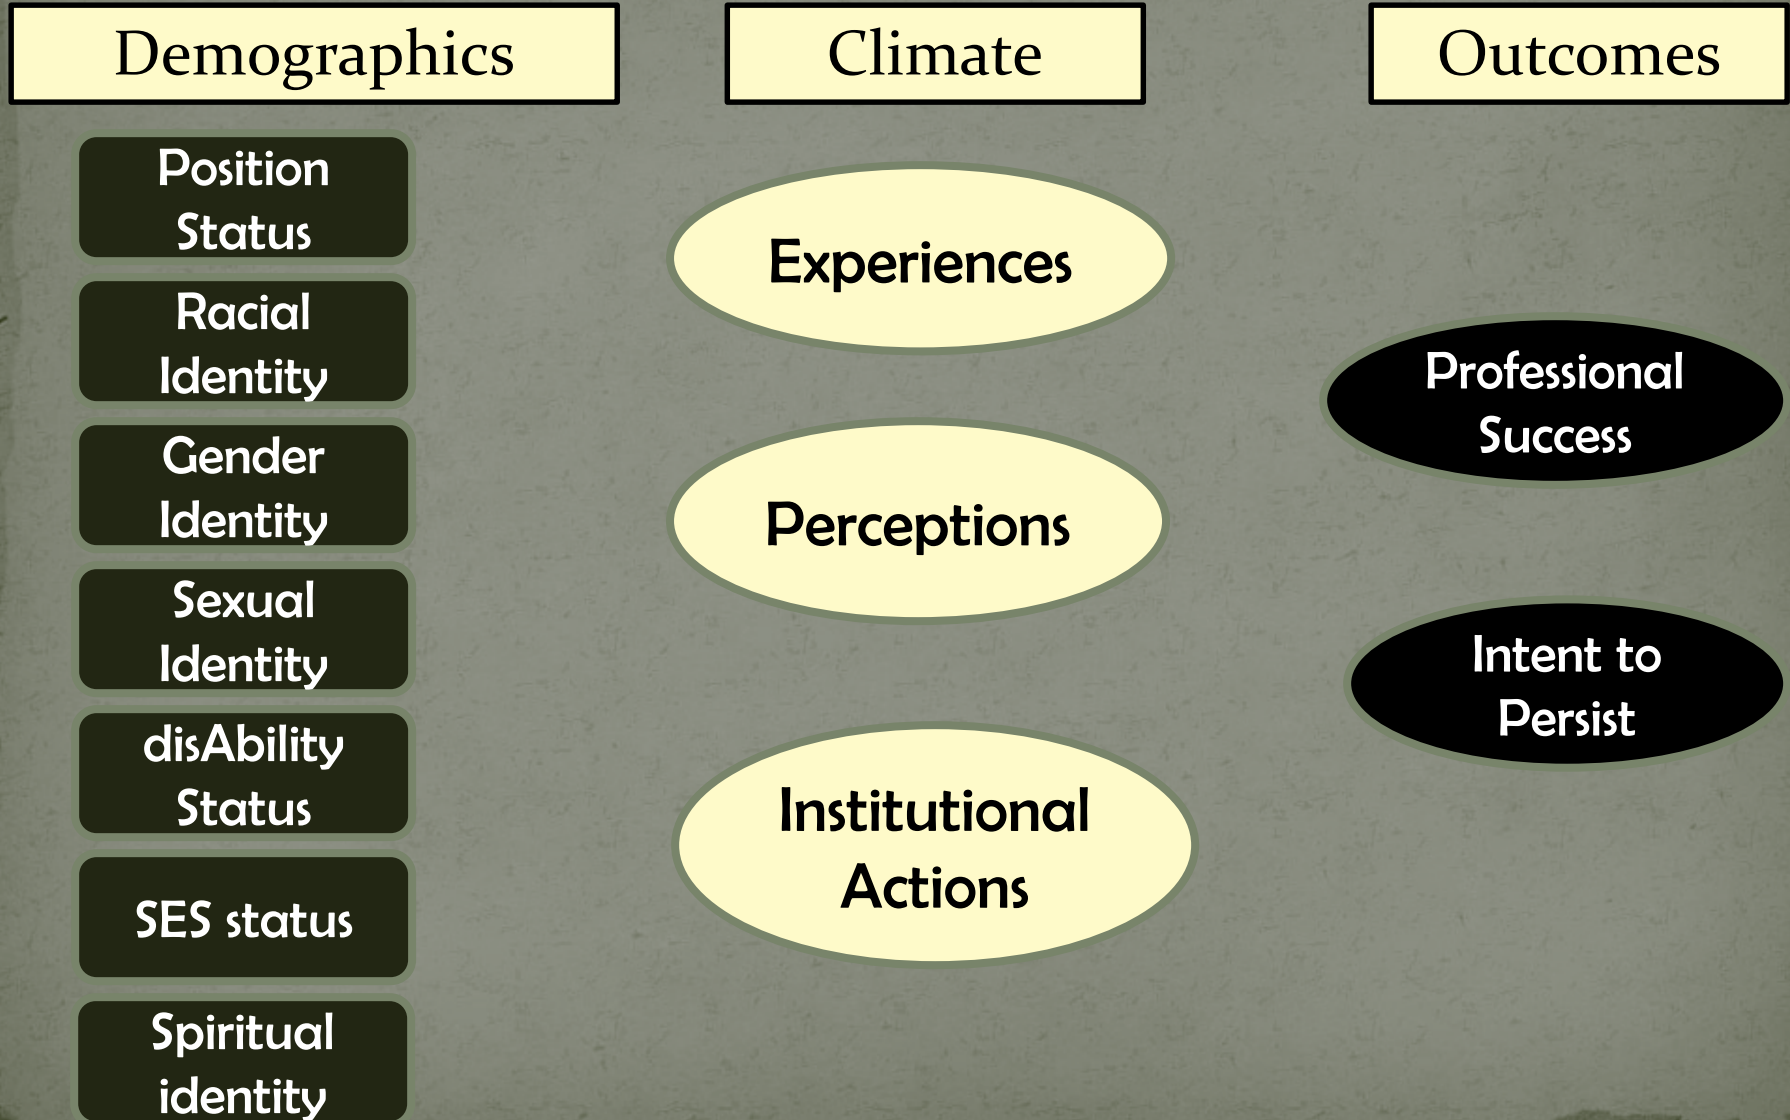 Demographics
Climate
Outcomes
Position
Status
Racial
Identity
Gender
Identity
Sexual
Identity
disAbility
Status
SES status
Spiritual
identity
Experiences
Perceptions
Institutional
Actions
Professional
Success
Intent to
Persist